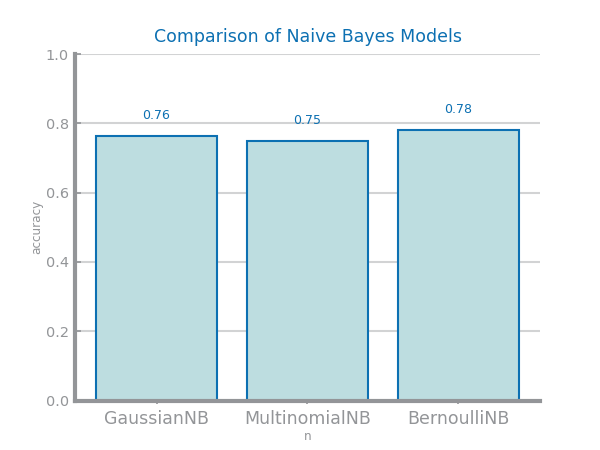 Comparison of Naive Bayes Models
1.0
0.8
0.6
0.4
0.2
0.0
accuracy
0.76
0.75
0.78
GaussianNB
MultinomialNB
BernoulliNB
n